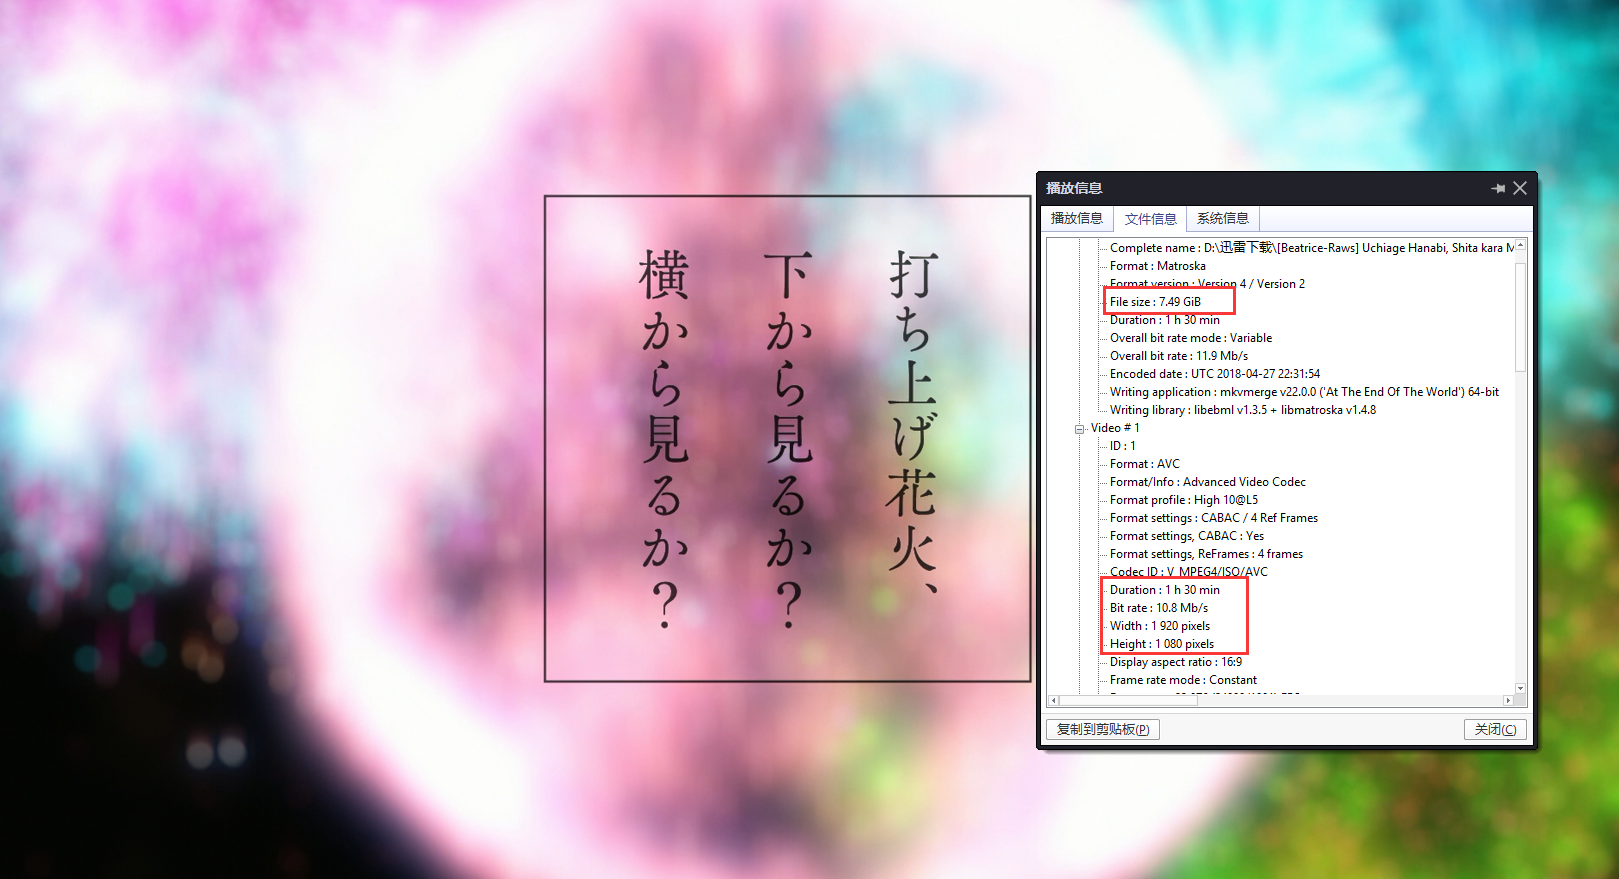 打ち上げ花火、
下から見るか？
横から見るか？
播放信息
播放信息 文件信息 系统信息
Complete name : D:\迅雷下载\[Beatrice-Raws] Uchiage Hanabi, Shita kara M
Format : Matroska
Format version : Version 4 / Version 2
File size : 7.49 GiB
Duration : 1 h 30 min
Overall bit rate mode : Variable
Overall bit rate : 11.9 Mb/s
Encoded date : UTC 2018-04-27 22:31:54
Writing application : mkvmerge v22.0.0 ('At The End Of The World') 64-bit
Writing library : libebml v1.3.5 + libmatroska v1.4.8
Video # 1
ID : 1
Format : AVC
Format/Info : Advanced Video Codec
Format profile : High 10@L5
Format settings : CABAC / 4 Ref Frames
Format settings, CABAC : Yes
Format settings, ReFrames : 4 frames
Codec ID : V_MPEG4/ISO/AVC
Duration : 1 h 30 min
Bit rate : 10.8 Mb/s
Width : 1 920 pixels
Height : 1 080 pixels
Display aspect ratio : 16:9
Frame rate mode : Constant
复制到剪贴板(P) 关闭(C)